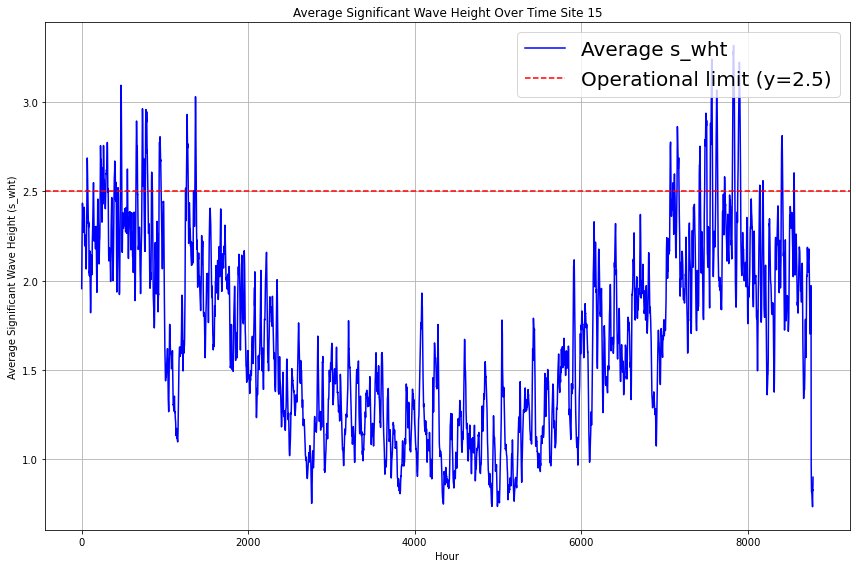 Average Significant Wave Height Over Time Site 15
Average s_wht
Operational limit (y=2.5)
Average Significant Wave Height (s_wht)
3.0
2.5
2.0
1.5
1.0
0
2000
4000
6000
8000
Hour